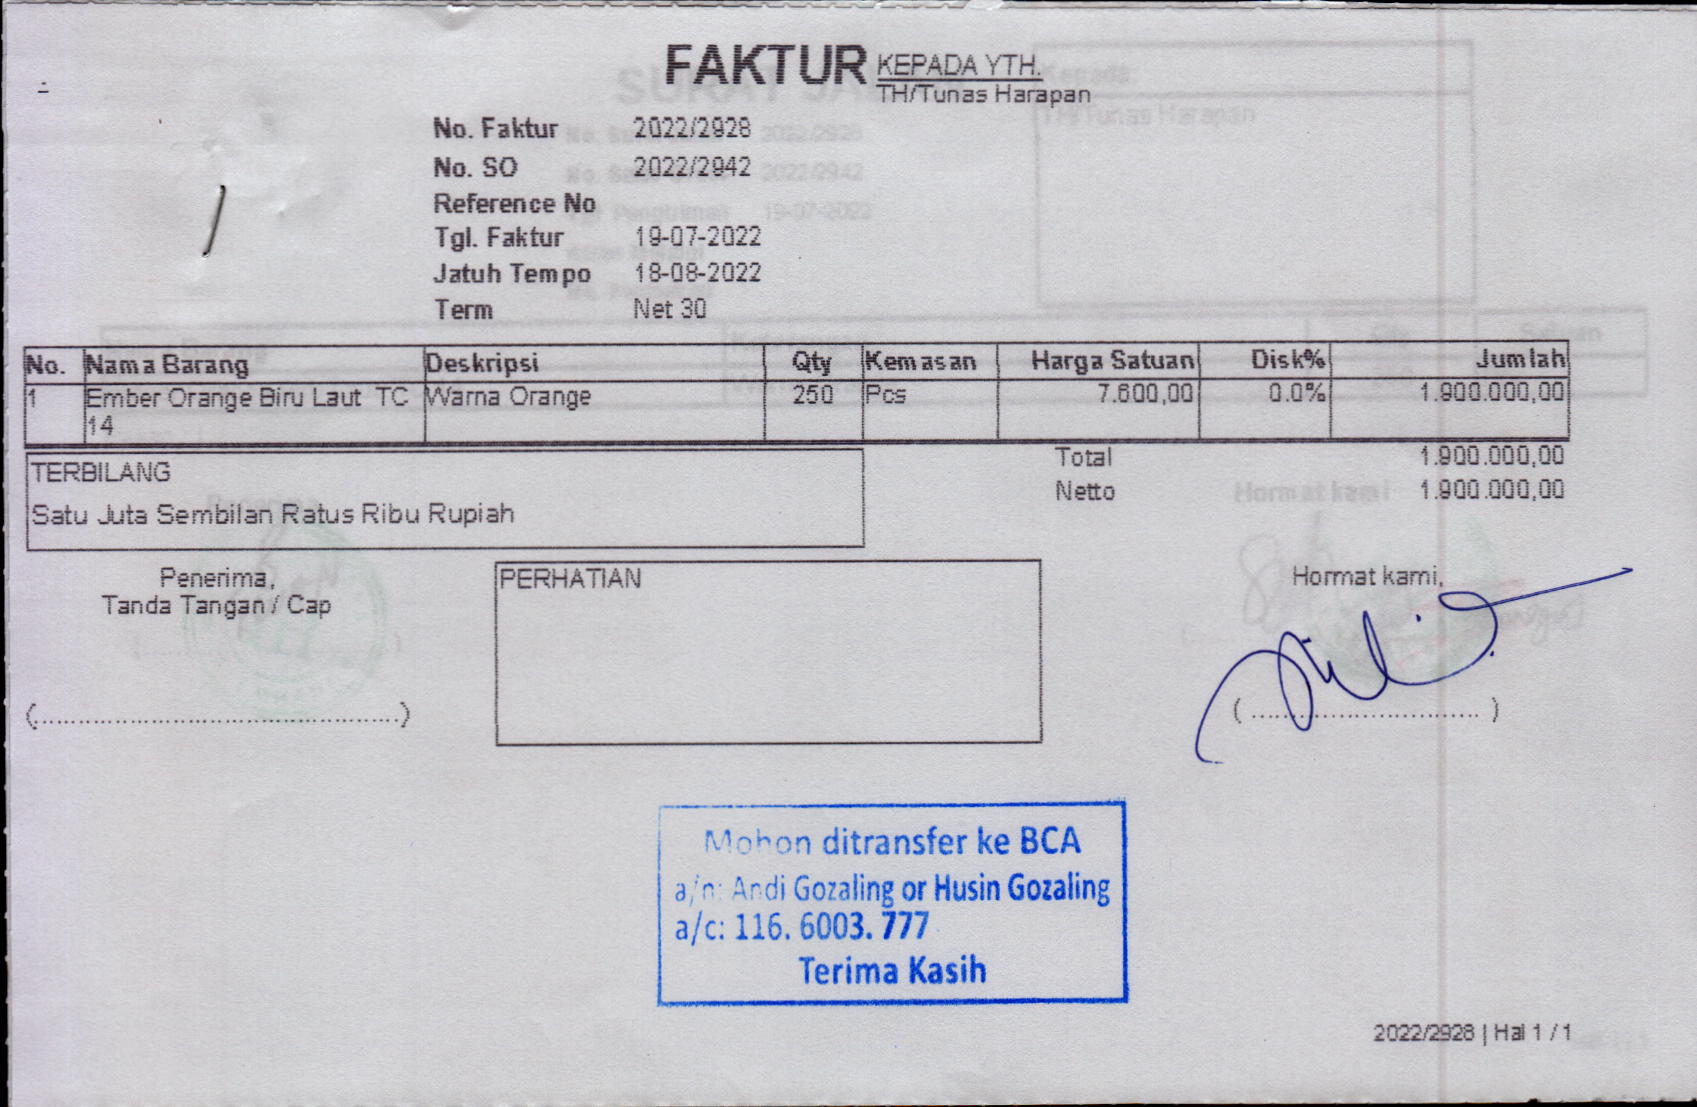 FAKTUR KEPADA YTH.
TH/Tunas Harapan
No. Faktur 2022/2928
No. SO 2022/2942
Reference No
Tgl. Faktur 19-07-2022
Jatuh Tempo 18-08-2022
Term Net 30
No. Nama Barang Deskripsi Qty Kemasan Harga Satuan Disk% Jumlah
1 Ember Orange Biru Laut TC Warna Orange 250 Pcs 7.600,00 0.0% 1.900.000,00
14
Total 1.900.000,00
Netto 1.900.000,00
TERBILANG
Satu Juta Sembilan Ratus Ribu Rupiah
Penerima,
Tanda Tangan / Cap
PERHATIAN
Hormat kami,
Mohon ditransfer ke BCA
a/n: Andi Gozaling or Husin Gozaling
a/c: 116. 6003. 777
Terima Kasih
2022/2928 | Hal 1 / 1